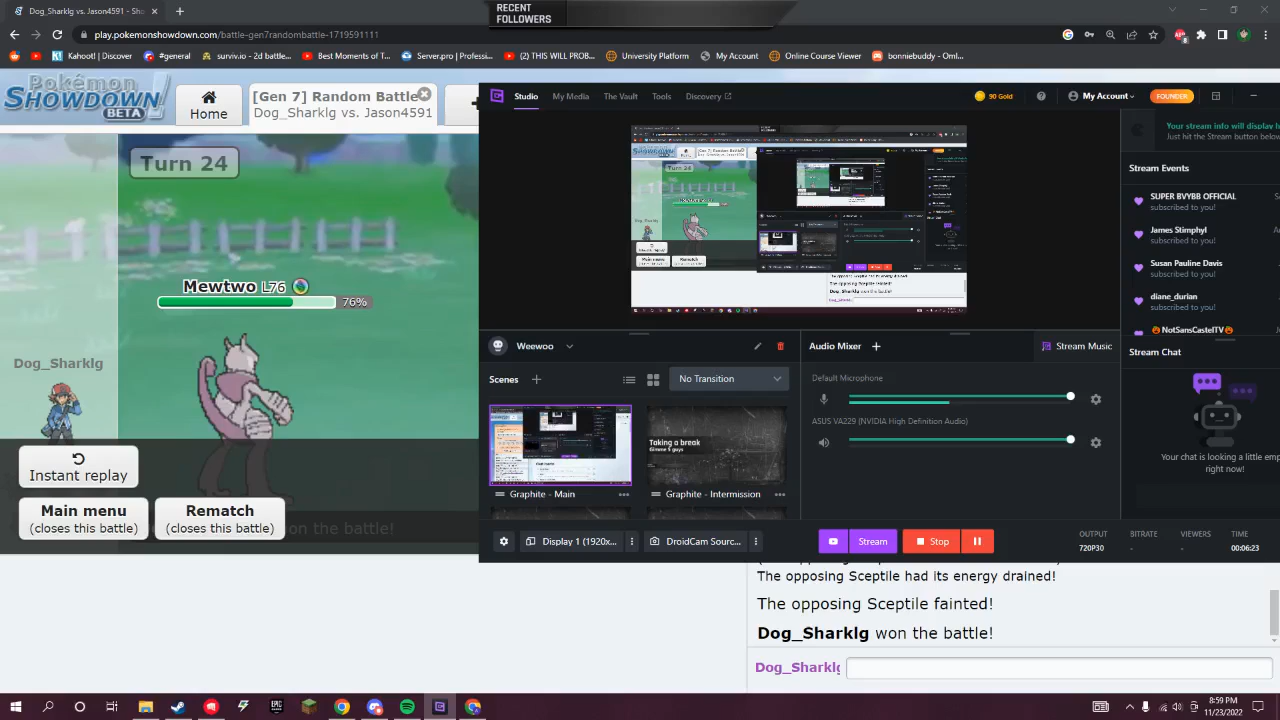 RECENT
FOLLOWERS
Dog_Sharklg vs. Jason4591 - Sh
play.pokemonshowdown.com/battle-gen7randombattle-1719591111
Kahoot! | Discover
#general
surviv.io - 2d battle...
Best Moments of T...
Server.pro | Professio...
(2) THIS WILL PROB...
University Platform
My Account
Online Course Viewer
bonniebuddy - Oml...
Pokémon
SHOWDOWN!
BETA
Home
[Gen 7] Random Battle
Dog_Sharklg vs. Jason4591
Turn 24
Mewtwo L76
76%
Dog_Sharklg
Instant replay
Main menu
(closes this battle)
Rematch
(closes this battle)
on the battle!
Studio
My Media
The Vault
Tools
Discovery
90 Gold
My Account
FOUNDER
Your stream info will display h
Just hit the Stream button below
Stream Events
SUPER BVYBB OFFICIAL
subscribed to you!
James Stimphyl
subscribed to you!
Susan Pauline Davis
subscribed to you!
diane_durian
subscribed to you!
NotSansCastelTV
Stream Chat
Your chat is looking a little emp
right now!
Weewoo
Scenes
No Transition
Taking a break
Gimme 5 guys
Graphite - Main
Graphite - Intermission
Audio Mixer
Stream Music
Default Microphone
ASUS VA229 (NVIDIA High Definition Audio)
Display 1 (1920x...
DroidCam Sourc...
Stream
Stop
OUTPUT
720P30
BITRATE
-
VIEWERS
-
TIME
00:06:23
The opposing Sceptile had its energy drained!
The opposing Sceptile fainted!
Dog_Sharklg won the battle!
Dog_Sharklg
8:59 PM
11/23/2022